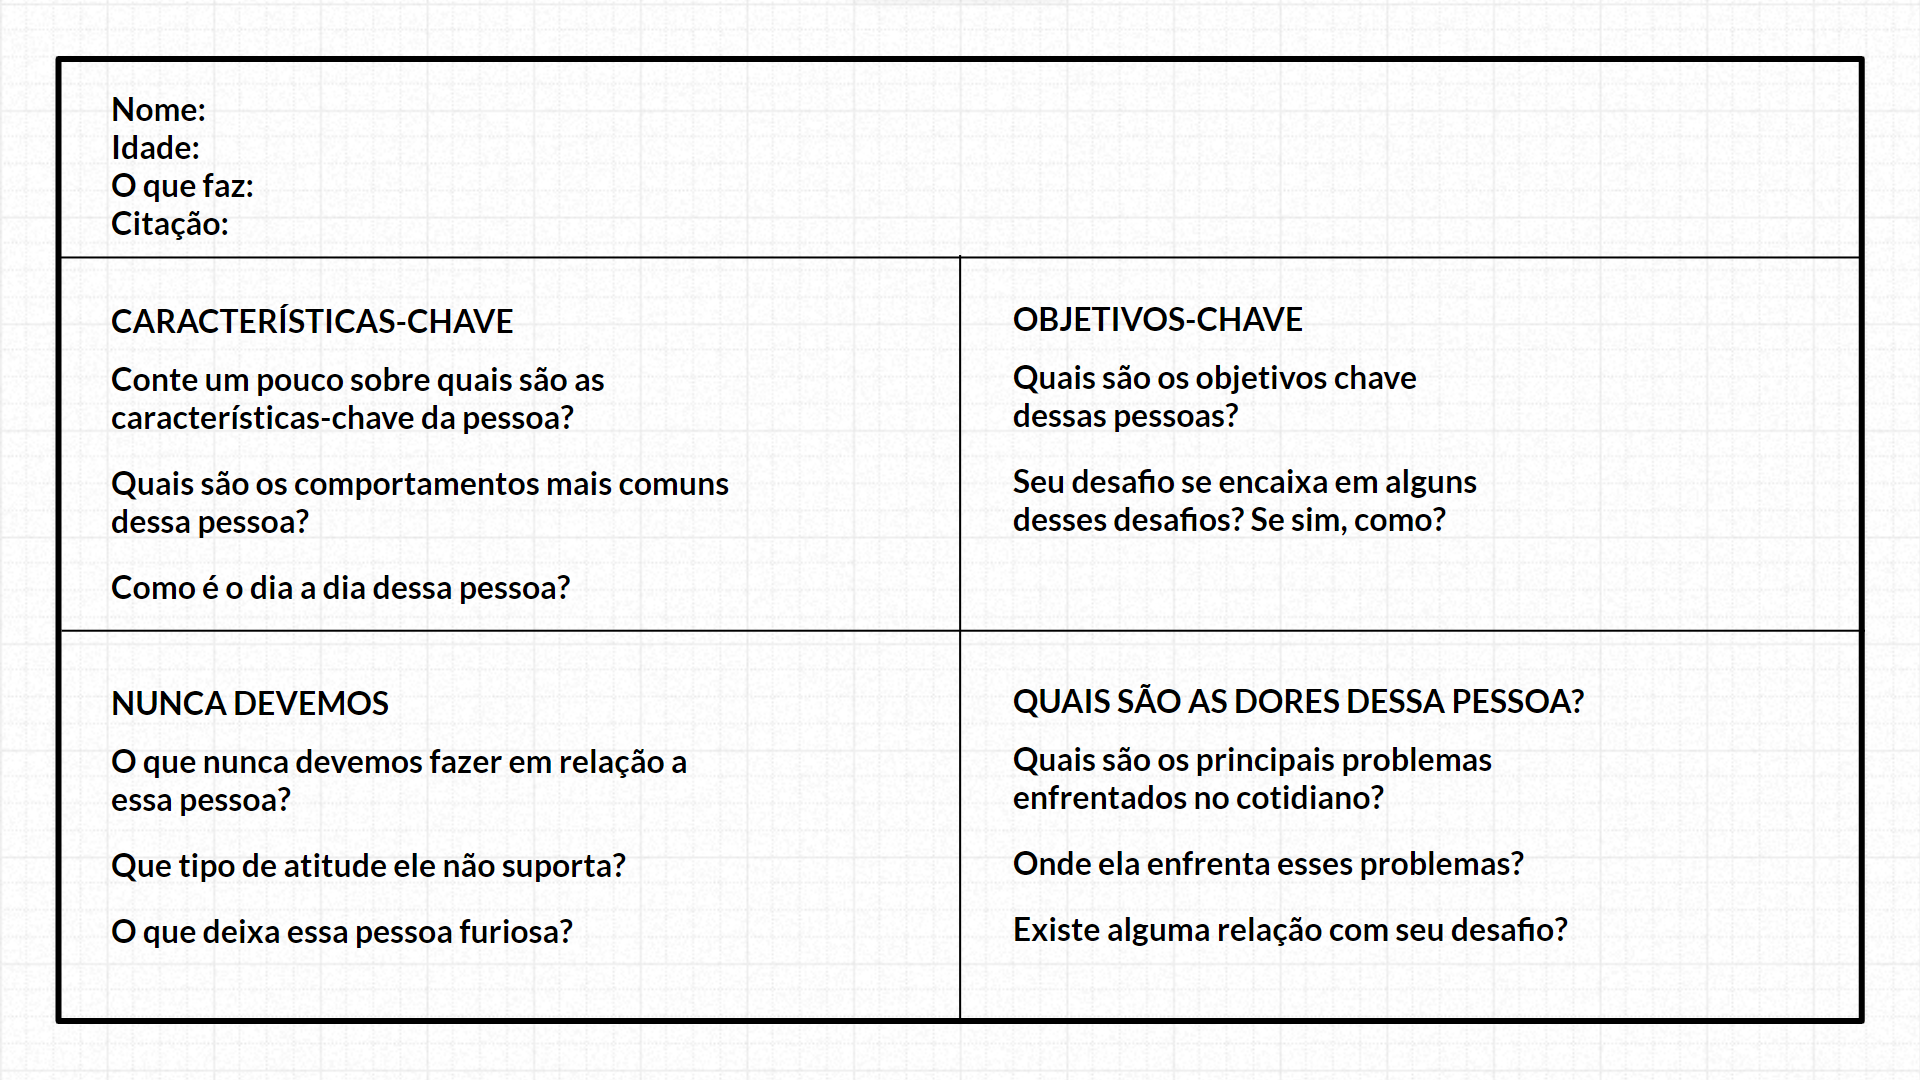 Nome:
Idade:
O que faz:
Citação:
CARACTERÍSTICAS-CHAVE
Conte um pouco sobre quais são as
características-chave da pessoa?
Quais são os comportamentos mais comuns
dessa pessoa?
Como é o dia a dia dessa pessoa?
OBJETIVOS-CHAVE
Quais são os objetivos chave
dessas pessoas?
Seu desafio se encaixa em alguns
desses desafios? Se sim, como?
NUNCA DEVEMOS
O que nunca devemos fazer em relação a
essa pessoa?
Que tipo de atitude ele não suporta?
O que deixa essa pessoa furiosa?
QUAIS SÃO AS DORES DESSA PESSOA?
Quais são os principais problemas
enfrentados no cotidiano?
Onde ela enfrenta esses problemas?
Existe alguma relação com seu desafio?